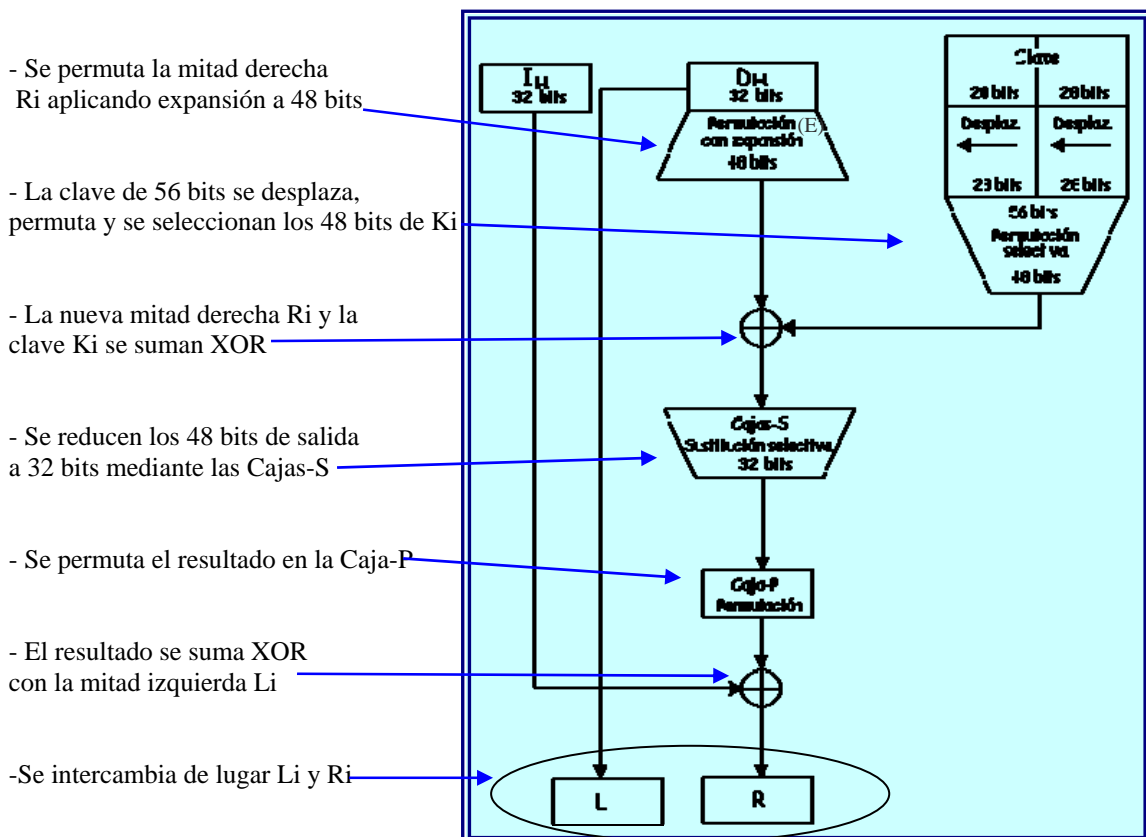 - Se permuta la mitad derecha
Ri aplicando expansión a 48 bits
- La clave de 56 bits se desplaza,
permuta y se seleccionan los 48 bits de Ki
- La nueva mitad derecha Ri y la
clave Ki se suman XOR
- Se reducen los 48 bits de salida
a 32 bits mediante las Cajas-S
- Se permuta el resultado en la Caja-P
- El resultado se suma XOR
con la mitad izquierda Li
-Se intercambia de lugar Li y Ri
32 bits
32 bits
Permutación (E)
con expansión
48 bits
Clave
28 bits 28 bits
Desplaz. Desplaz.
56 bits
Permutación
selectiva
48 bits
Cajas-S
Sustitución selectiva
32 bits
Caja-P
Permutación
L
R